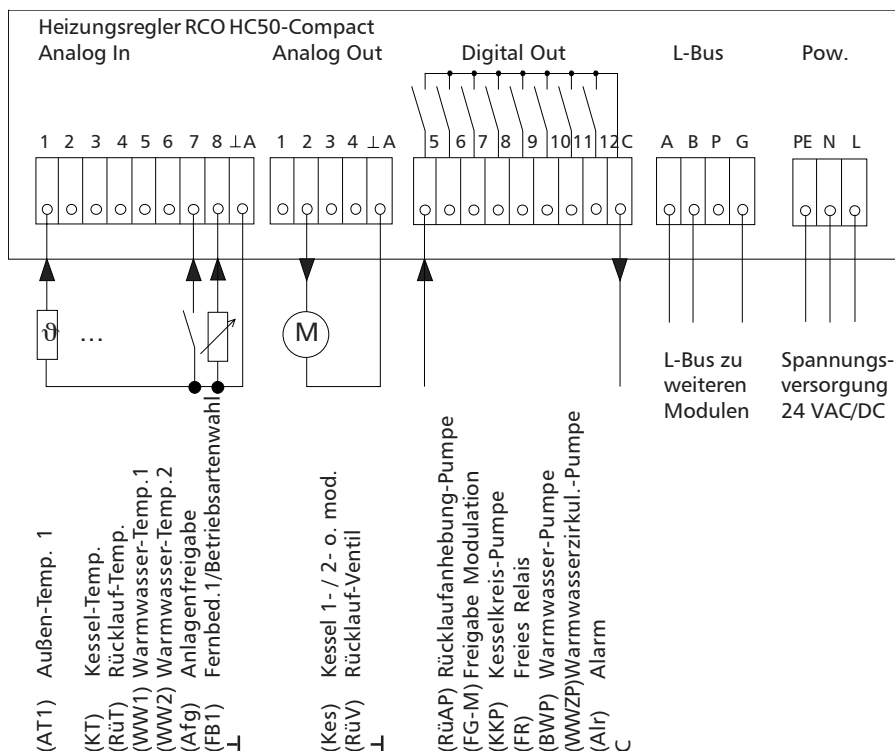 Heizungsregler RCO HC50-Compact
Analog In Analog Out Digital Out L-Bus Pow.
1 2 3 4 5 6 7 8 ⊥ A 1 2 3 4 ⊥ A 5 6 7 8 9 10 11 12 C A B P G PE N L
ϑ ... M
L-Bus zu weiteren Modulen
Spannungs-
versorgung
24 VAC/DC
(AT1) Außen-Temp. 1
(KT) Kessel-Temp.
(RüT) Rücklauf-Temp.
(WW1) Warmwasser-Temp.1
(WW2) Warmwasser-Temp.2
(Afg) Anlagenfreigabe
(FB1) Fernbed.1/Betriebsartenwahl
⊥
(Kes) Kessel 1- / 2- o. mod.
(RüV) Rücklauf-Ventil
⊥
(RüAP) Rücklaufanhebung-Pumpe
(FG-M) Freigabe Modulation
(KKP) Kesselkreis-Pumpe
(FR) Freies Relais
(BWP) Warmwasser-Pumpe
(WWZP)Warmwasserzirkul.-Pumpe
(Alr) Alarm
C